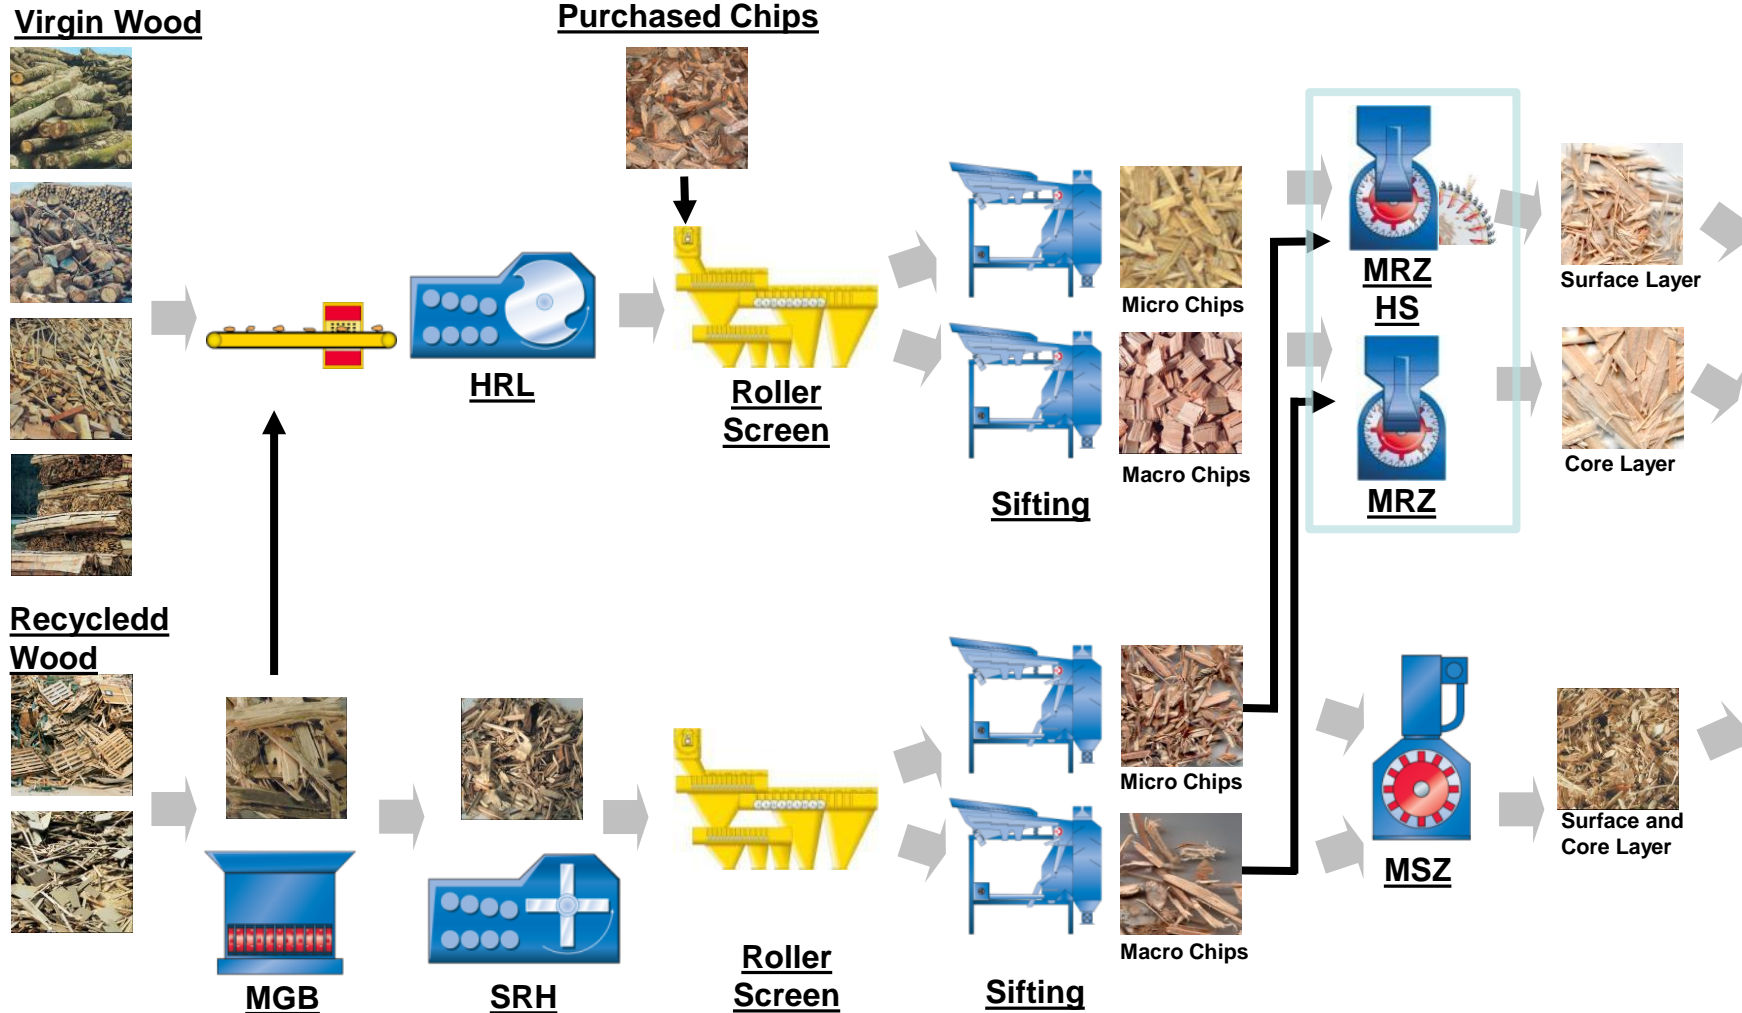 Virgin Wood
Purchased Chips
Micro Chips
MRZ
HS
Surface Layer
HRL
Roller
Screen
Macro Chips
Core Layer
Sifting
MRZ
Recycledd
Wood
Micro Chips
Surface and
Core Layer
MSZ
Macro Chips
Roller
Screen
Sifting
MGB
SRH